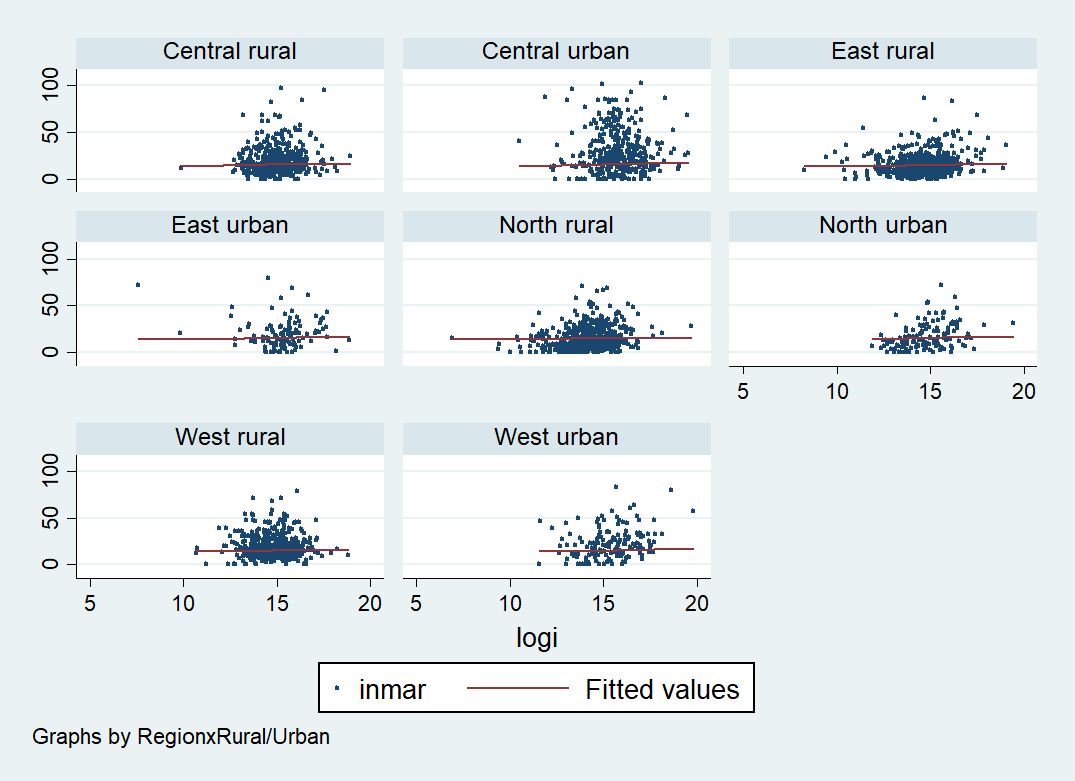 Central rural
Central urban
East rural
100
50
0
East urban
North rural
North urban
100
50
0
5 10 15 20
West rural
West urban
100
50
0
5 10 15 20
5 10 15 20
logi
inmar
Fitted values
Graphs by RegionxRural/Urban